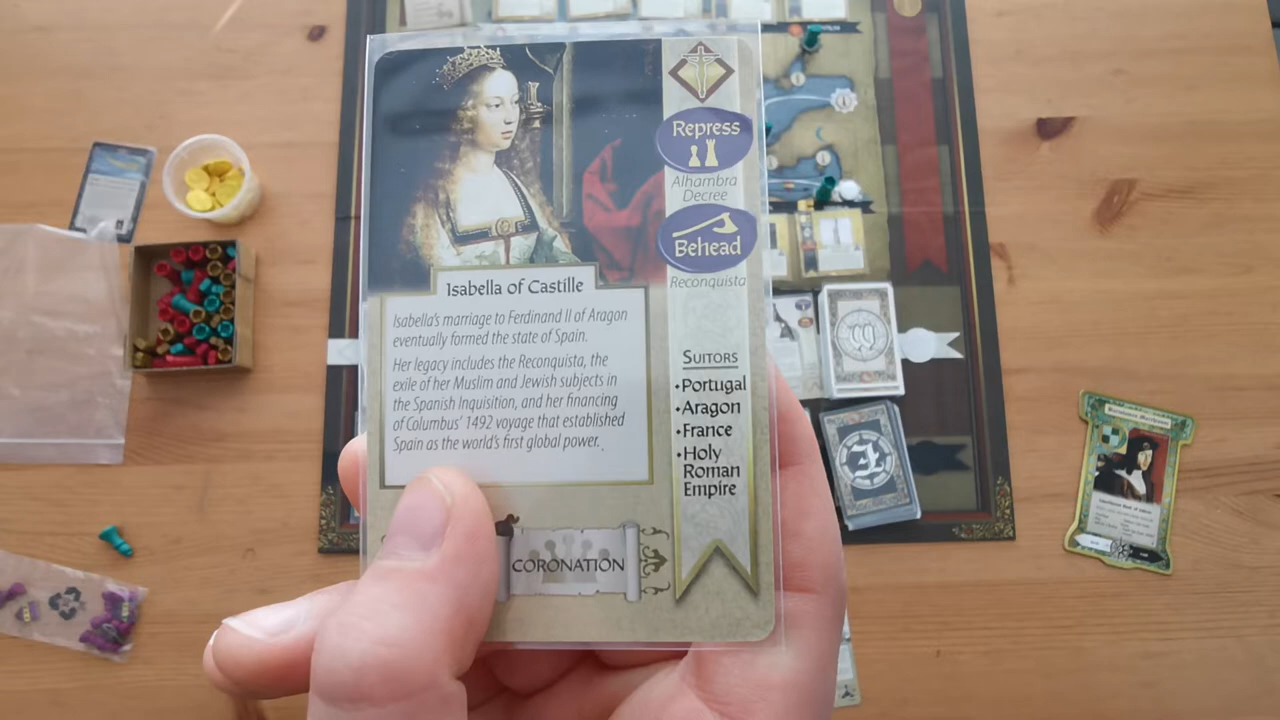 Isabella of Castille
Isabella's marriage to Ferdinand II of Aragon
eventually formed the state of Spain.
Her legacy includes the Reconquista, the
exile of her Muslim and Jewish subjects in
the Spanish Inquisition, and her financing
of Columbus' 1492 voyage that established
Spain as the world's first global power.
CORONATION
Repress
Alhambra
Decree
Behead
Reconquista
SUITORS
•Portugal
•Aragon
•France
•Holy
Roman
Empire